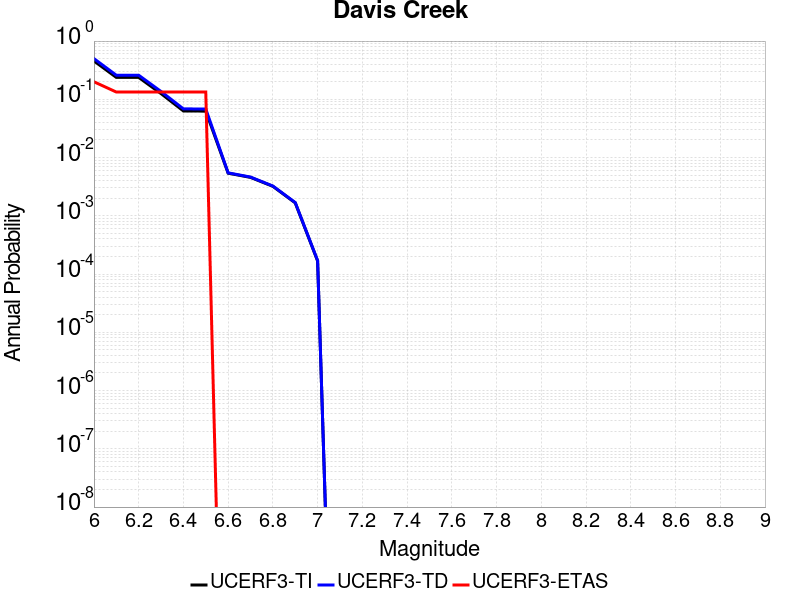 Davis Creek
10^0
10^-1
10^-2
10^-3
10^-4
10^-5
10^-6
10^-7
10^-8
Annual Probability
6 6.2 6.4 6.6 6.8 7 7.2 7.4 7.6 7.8 8 8.2 8.4 8.6 8.8 9
Magnitude
UCERF3-TI UCERF3-TD UCERF3-ETAS